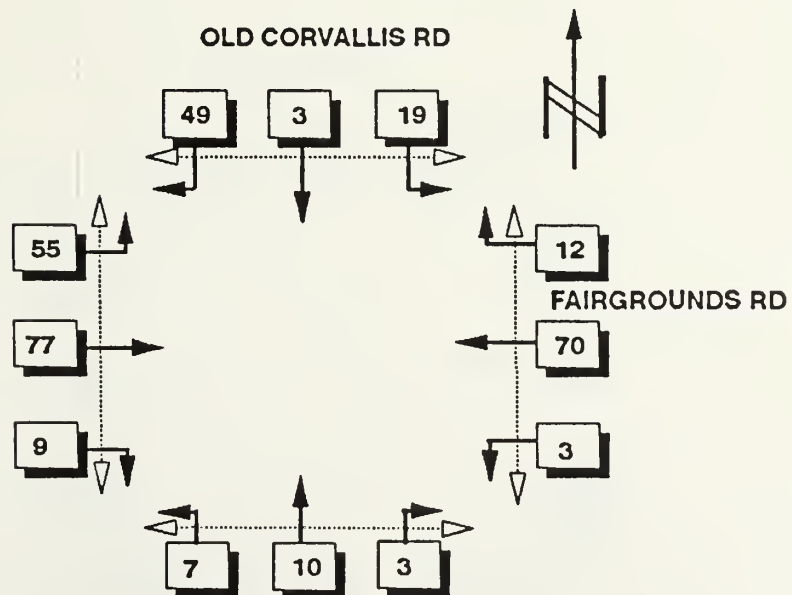 OLD CORVALLIS RD
49 3 19
55 12
FAIRGROUNDS RD
77 70
9 3
7 10 3